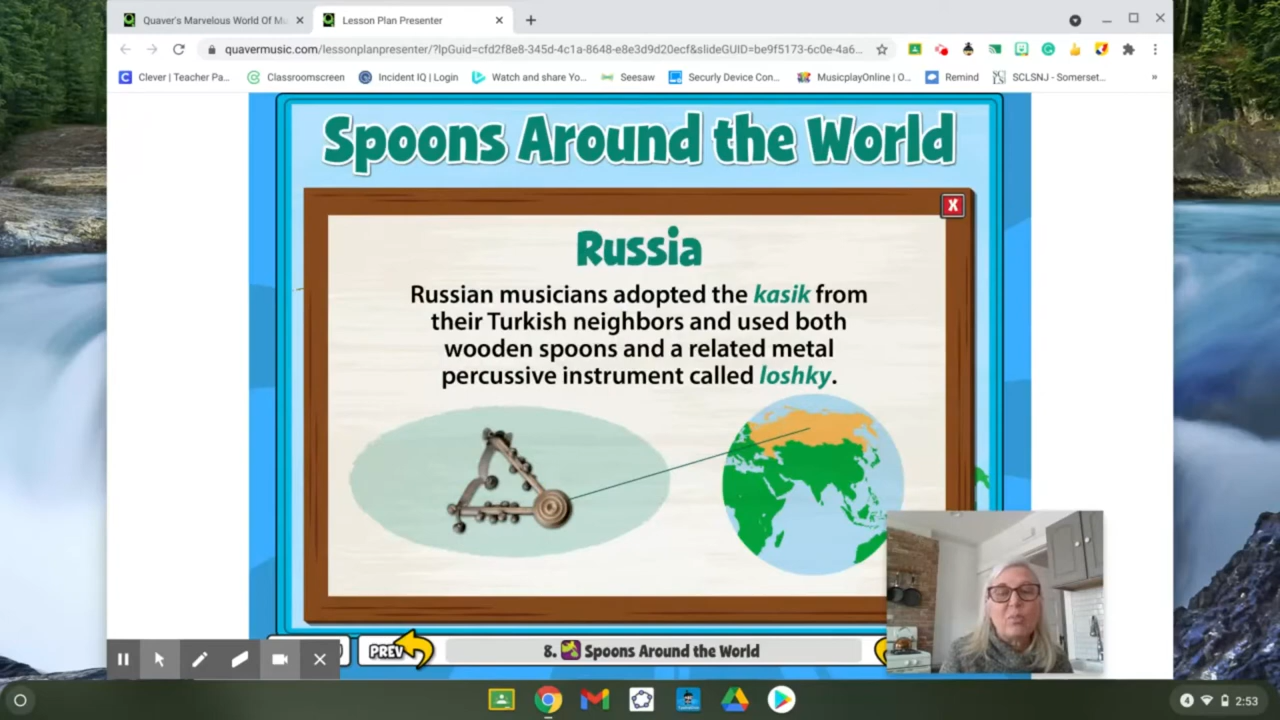 Quaver's Marvelous World Of Mu
Lesson Plan Presenter
quavermusic.com/lessonplanpresenter/?lpGuid=cfd2f8e8-345d-4c1a-8648-e8e3d9d20ecf&slideGUID=be9f5173-6c0e-4a6...
Clever | Teacher Pa...
Classroomscreen
Incident IQ | Login
Watch and share Yo...
Seesaw
Securly Device Con...
MusicplayOnline | O...
Remind
SCLSNJ - Somerset...
»
Spoons Around the World
X
Russia
Russian musicians adopted the kasik from
their Turkish neighbors and used both
wooden spoons and a related metal
percussive instrument called loshky.
PREV
8. Spoons Around the World
4
2:53